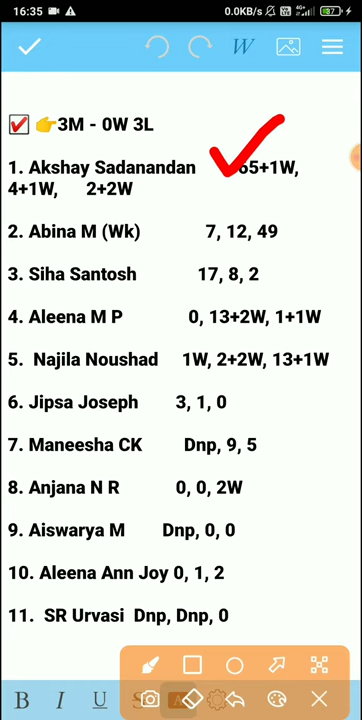 16:35
0.0KB/s 4G+ 87
W
3M - 0W 3L
1. Akshay Sadanandan 65+1W,
4+1W, 2+2W
2. Abina M (Wk) 7, 12, 49
3. Siha Santosh 17, 8, 2
4. Aleena M P 0, 13+2W, 1+1W
5. Najila Noushad 1W, 2+2W, 13+1W
6. Jipsa Joseph 3, 1, 0
7. Maneesha CK Dnp, 9, 5
8. Anjana N R 0, 0, 2W
9. Aiswarya M Dnp, 0, 0
10. Aleena Ann Joy 0, 1, 2
11. SR Urvasi Dnp, Dnp, 0
B I U S A